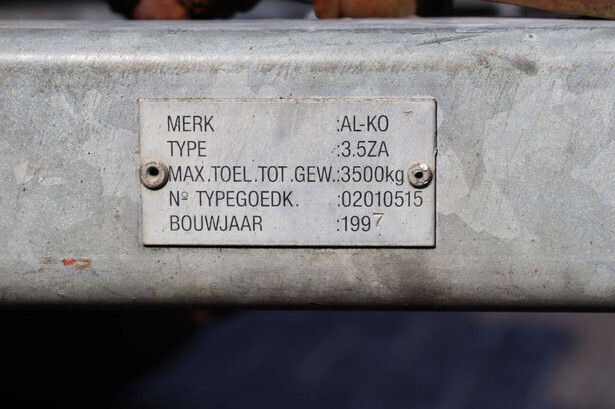 MERK :AL-KO
TYPE :3.5ZA
MAX.TOEL.TOT.GEW.:3500kg
Nº TYPEGOEDK. :02010515
BOUWJAAR :1997